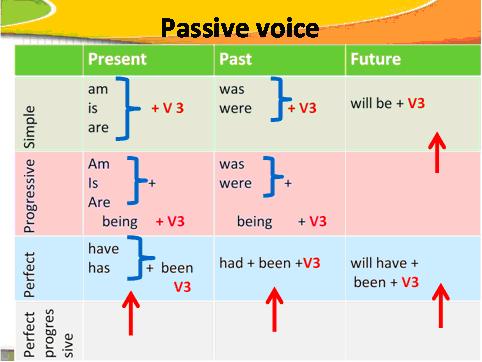 Passive voice
Present Past Future
Simple
am
is
are
+ V 3
was
were
+ V3
will be + V3
Progressive
Am
Is
Are
+
being + V3
was
were
+
being + V3
Perfect
have
has
+ been
V3
had + been +V3
will have +
been + V3
Perfect
progres
sive